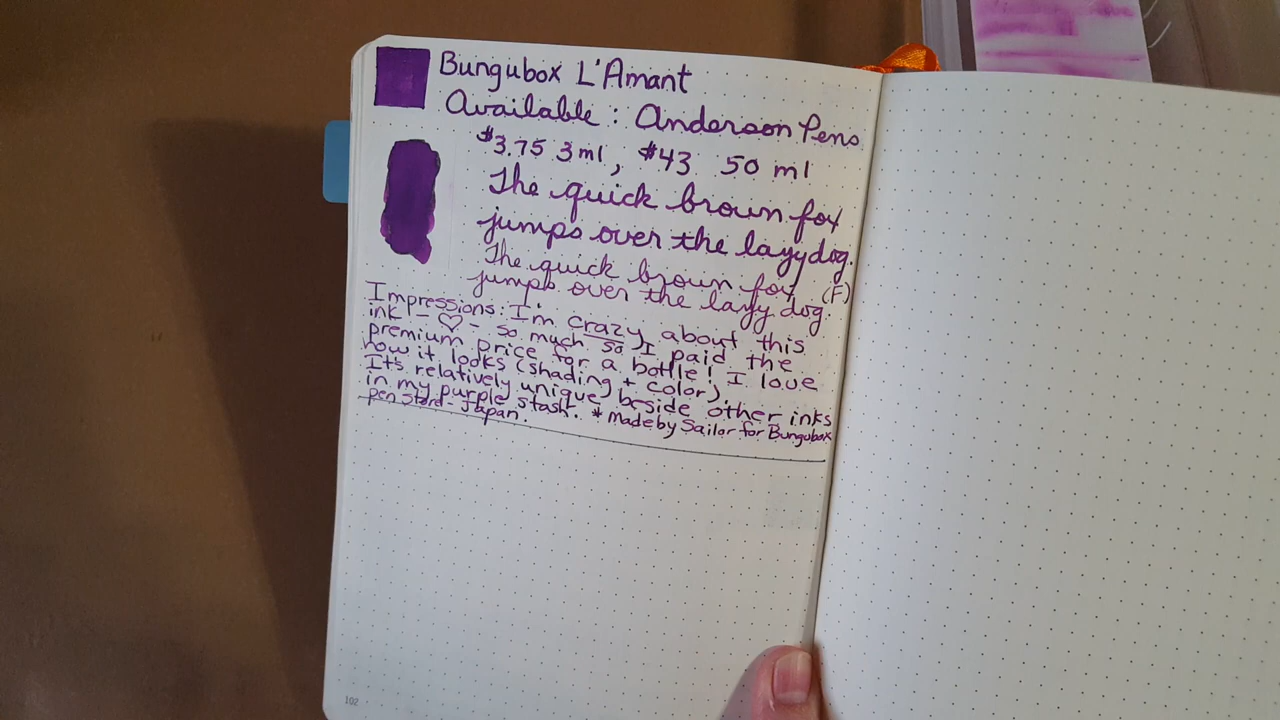 Bungubox L'Amant
Available : Anderson Pens
$3.75 3ml, $43 50 ml
The quick brown fox
jumps over the lazy dog.
The quick brown fox (F)
jumps over the lazy dog.
Impressions: I'm crazy about this
ink! - ♡ - so much so, I paid the
premium price for a bottle! I love
how it looks (shading + color).
Its relatively unique beside other inks
in my purple stash. * made by Sailor for Bungubox
pen store - Japan.
102